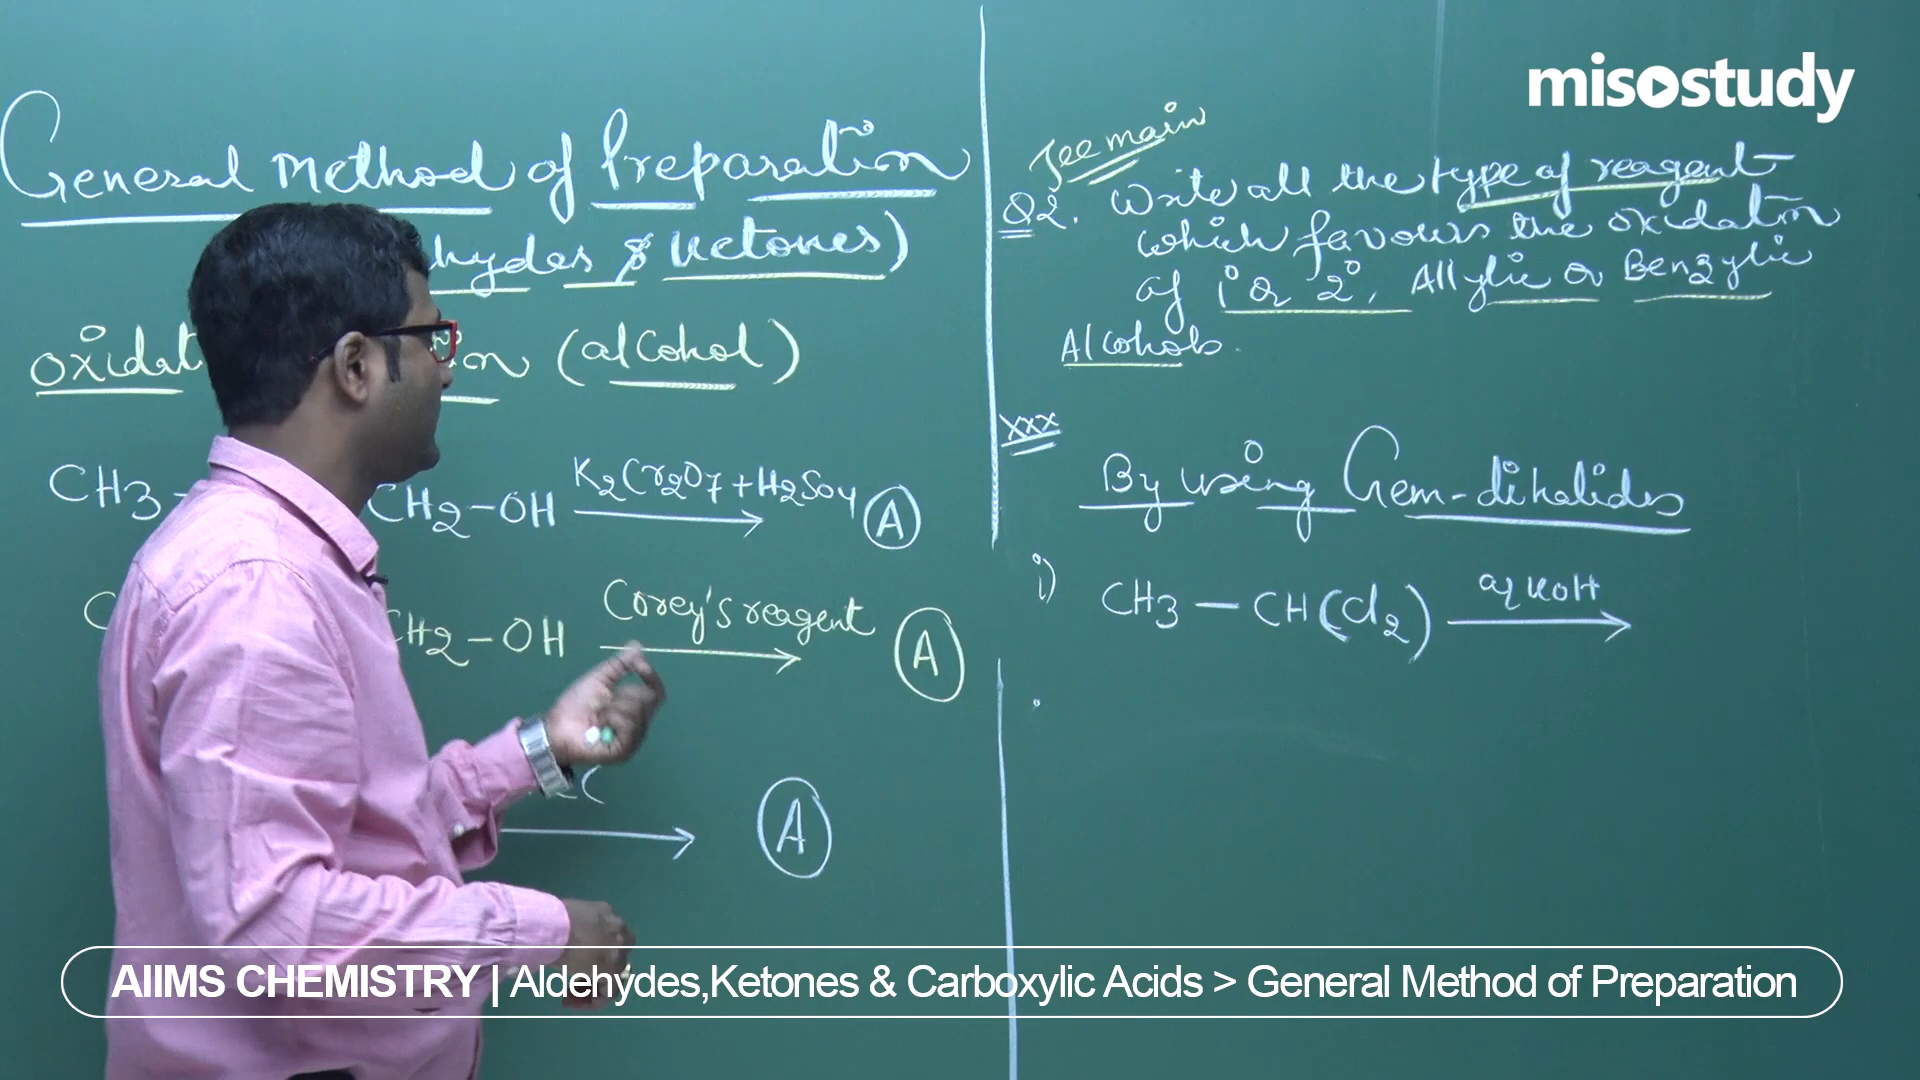 misostudy
General Method of Preparation
hydes & Ketones)
oxidat on (alcohol)
CH3 - CH2-OH K2Cr2O7+H2SO4 A
C CH2-OH Corey's reagent A
A
Jee main
Q2. Write all the type of reagent
which favours the oxidatn
of 1° or 2°, Allylic or Benzylic
Alcohols.
xxx
By using Gem-dihalides
i) CH3 — CH(Cl2) aq KOH
AIIMS CHEMISTRY | Aldehydes,Ketones & Carboxylic Acids > General Method of Preparation